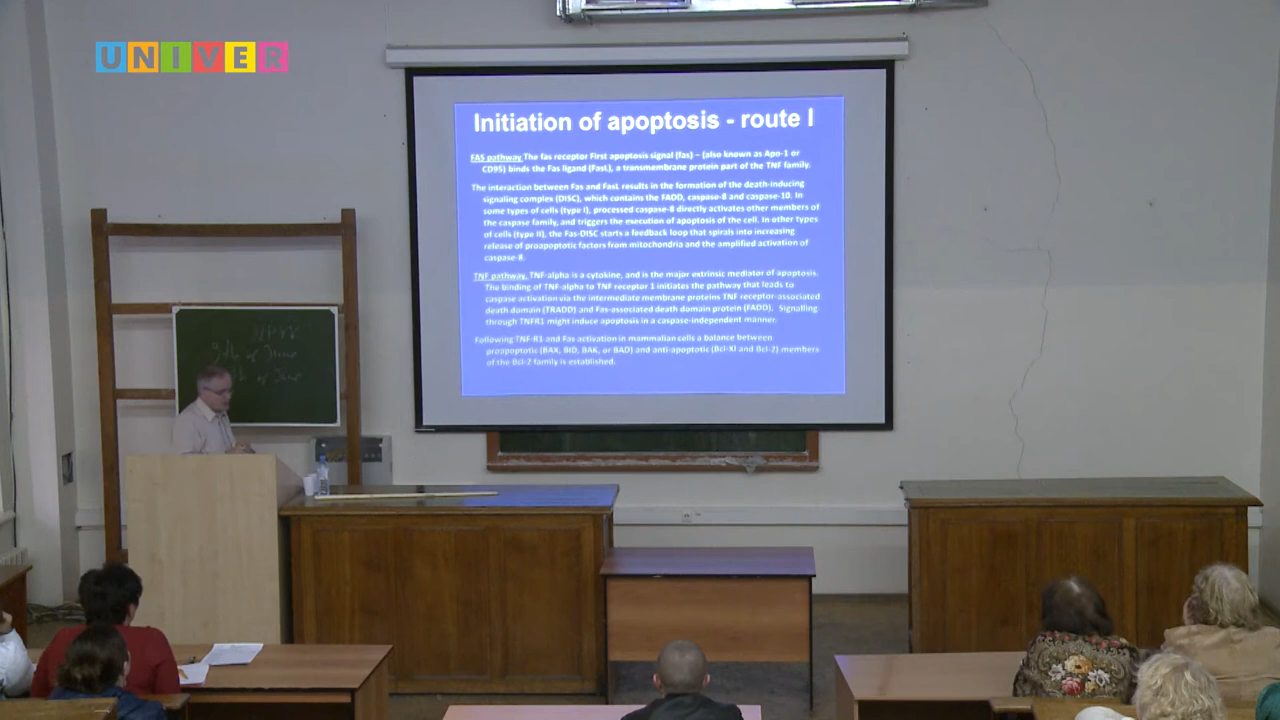 UNIVER
Initiation of apoptosis - route I
FAS pathway The fas receptor First apoptosis signal (fas) – (also known as Apo-1 or
CD95) binds the Fas ligand (FasL), a transmembrane protein part of the TNF family.
The interaction between Fas and FasL results in the formation of the death-inducing
signaling complex (DISC), which contains the FADD, caspase-8 and caspase-10. In
some types of cells (type I), processed caspase-8 directly activates other members of
the caspase family, and triggers the execution of apoptosis of the cell. In other types
of cells (type II), the Fas-DISC starts a feedback loop that spirals into increasing
release of proapoptotic factors from mitochondria and the amplified activation of
caspase-8.
TNF pathway. TNF-alpha is a cytokine, and is the major extrinsic mediator of apoptosis.
The binding of TNF-alpha to TNF receptor 1 initiates the pathway that leads to
caspase activation via the intermediate membrane proteins TNF receptor-associated
death domain (TRADD) and Fas-associated death domain protein (FADD). Signalling
through TNFR1 might induce apoptosis in a caspase-independent manner.
Following TNF-R1 and Fas activation in mammalian cells a balance between
proapoptotic (BAX, BID, BAK, or BAD) and anti-apoptotic (Bcl-Xl and Bcl-2) members
of the Bcl-2 family is established.